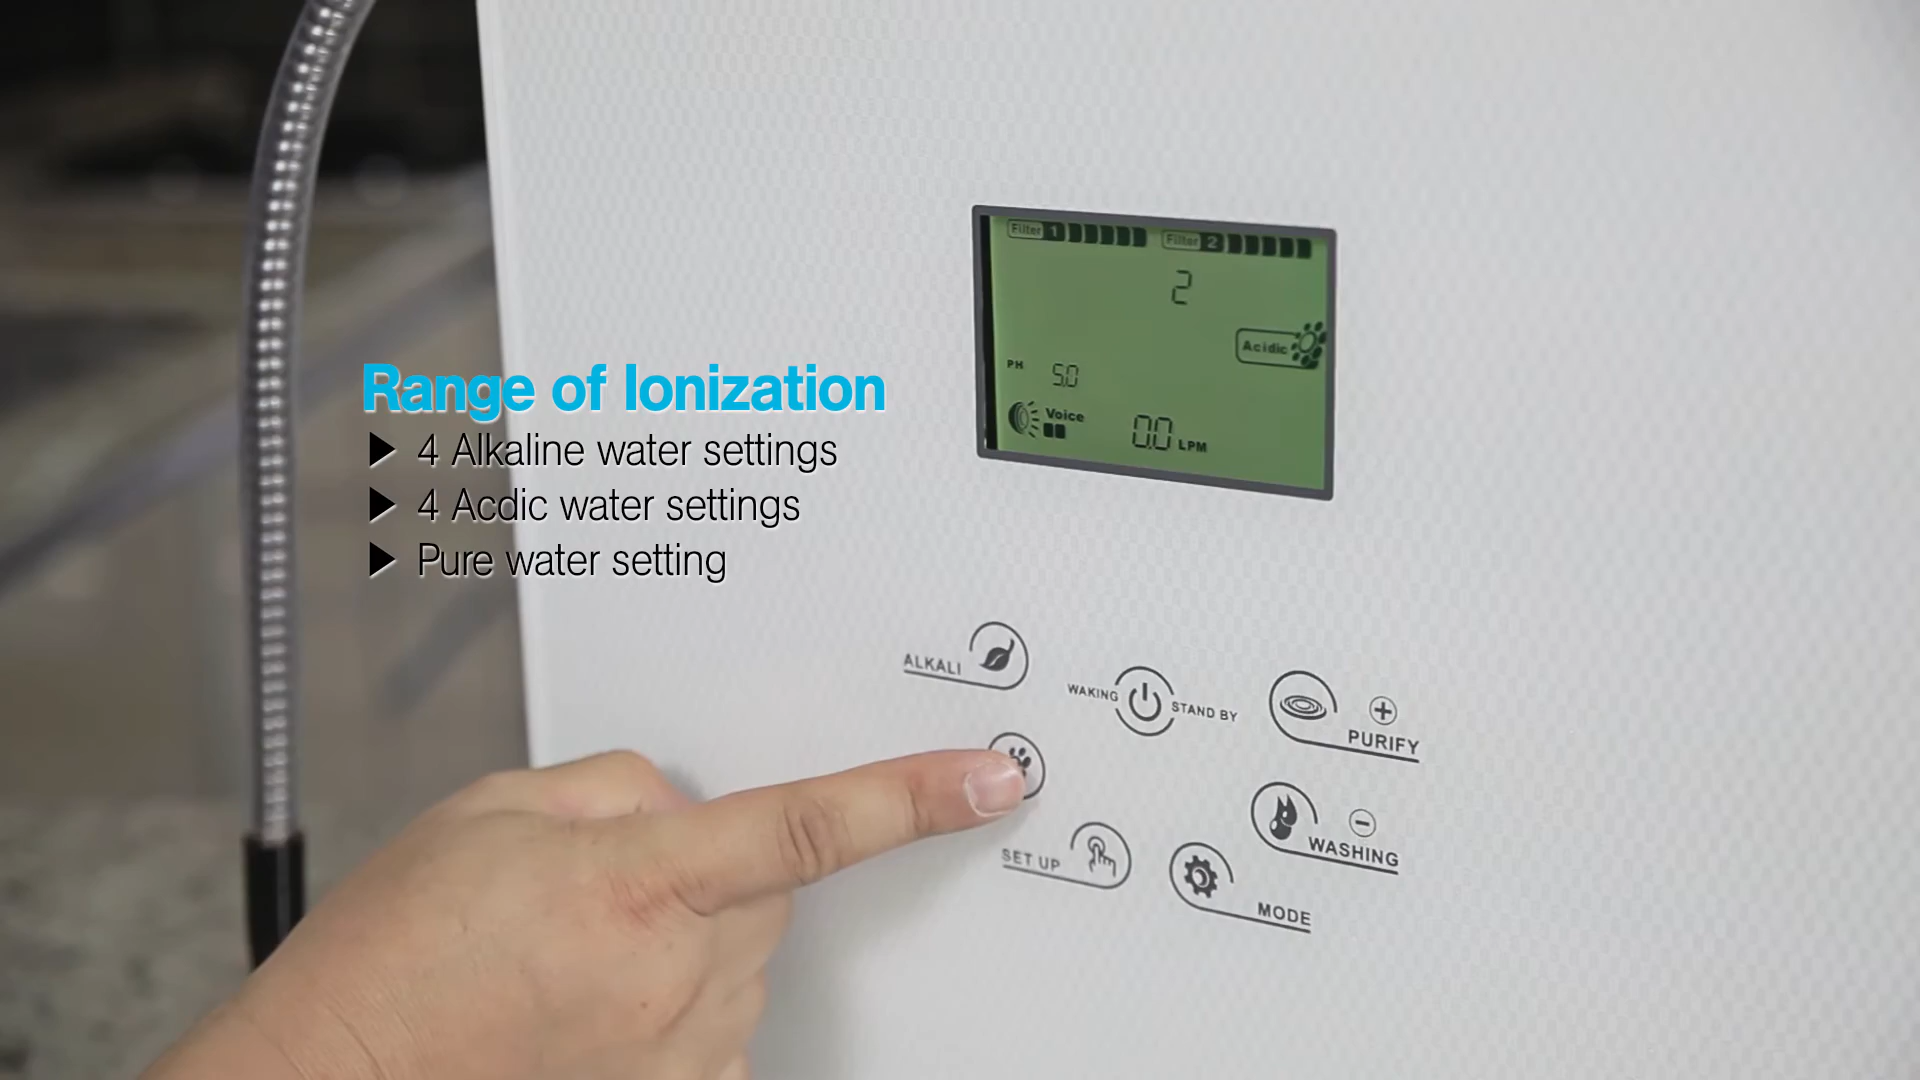 Filter 1 Filter 2
2
Acidic
PH 5.0
Voice
0.0 LPM
Range of Ionization
4 Alkaline water settings
4 Acdic water settings
Pure water setting
ALKALI
WAKING STAND BY
PURIFY
SET UP
WASHING
MODE